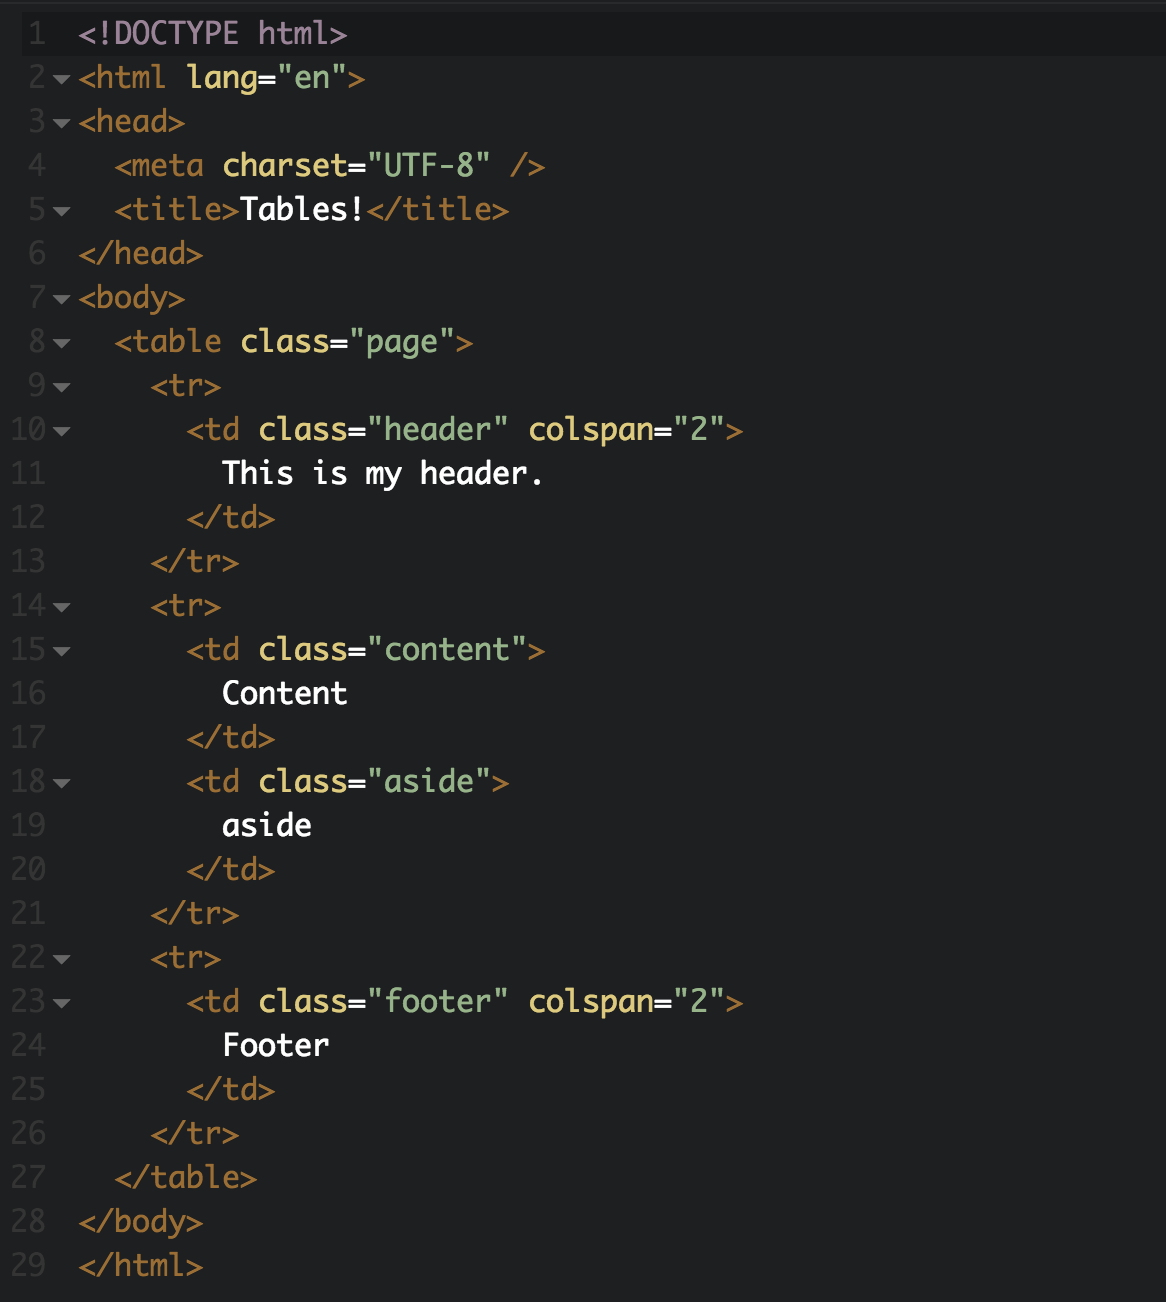 1 <!DOCTYPE html>
2 <html lang="en">
3 <head>
4   <meta charset="UTF-8" />
5   <title>Tables!</title>
6 </head>
7 <body>
8   <table class="page">
9     <tr>
10       <td class="header" colspan="2">
11         This is my header.
12       </td>
13     </tr>
14     <tr>
15       <td class="content">
16         Content
17       </td>
18       <td class="aside">
19         aside
20       </td>
21     </tr>
22     <tr>
23       <td class="footer" colspan="2">
24         Footer
25       </td>
26     </tr>
27   </table>
28 </body>
29 </html>